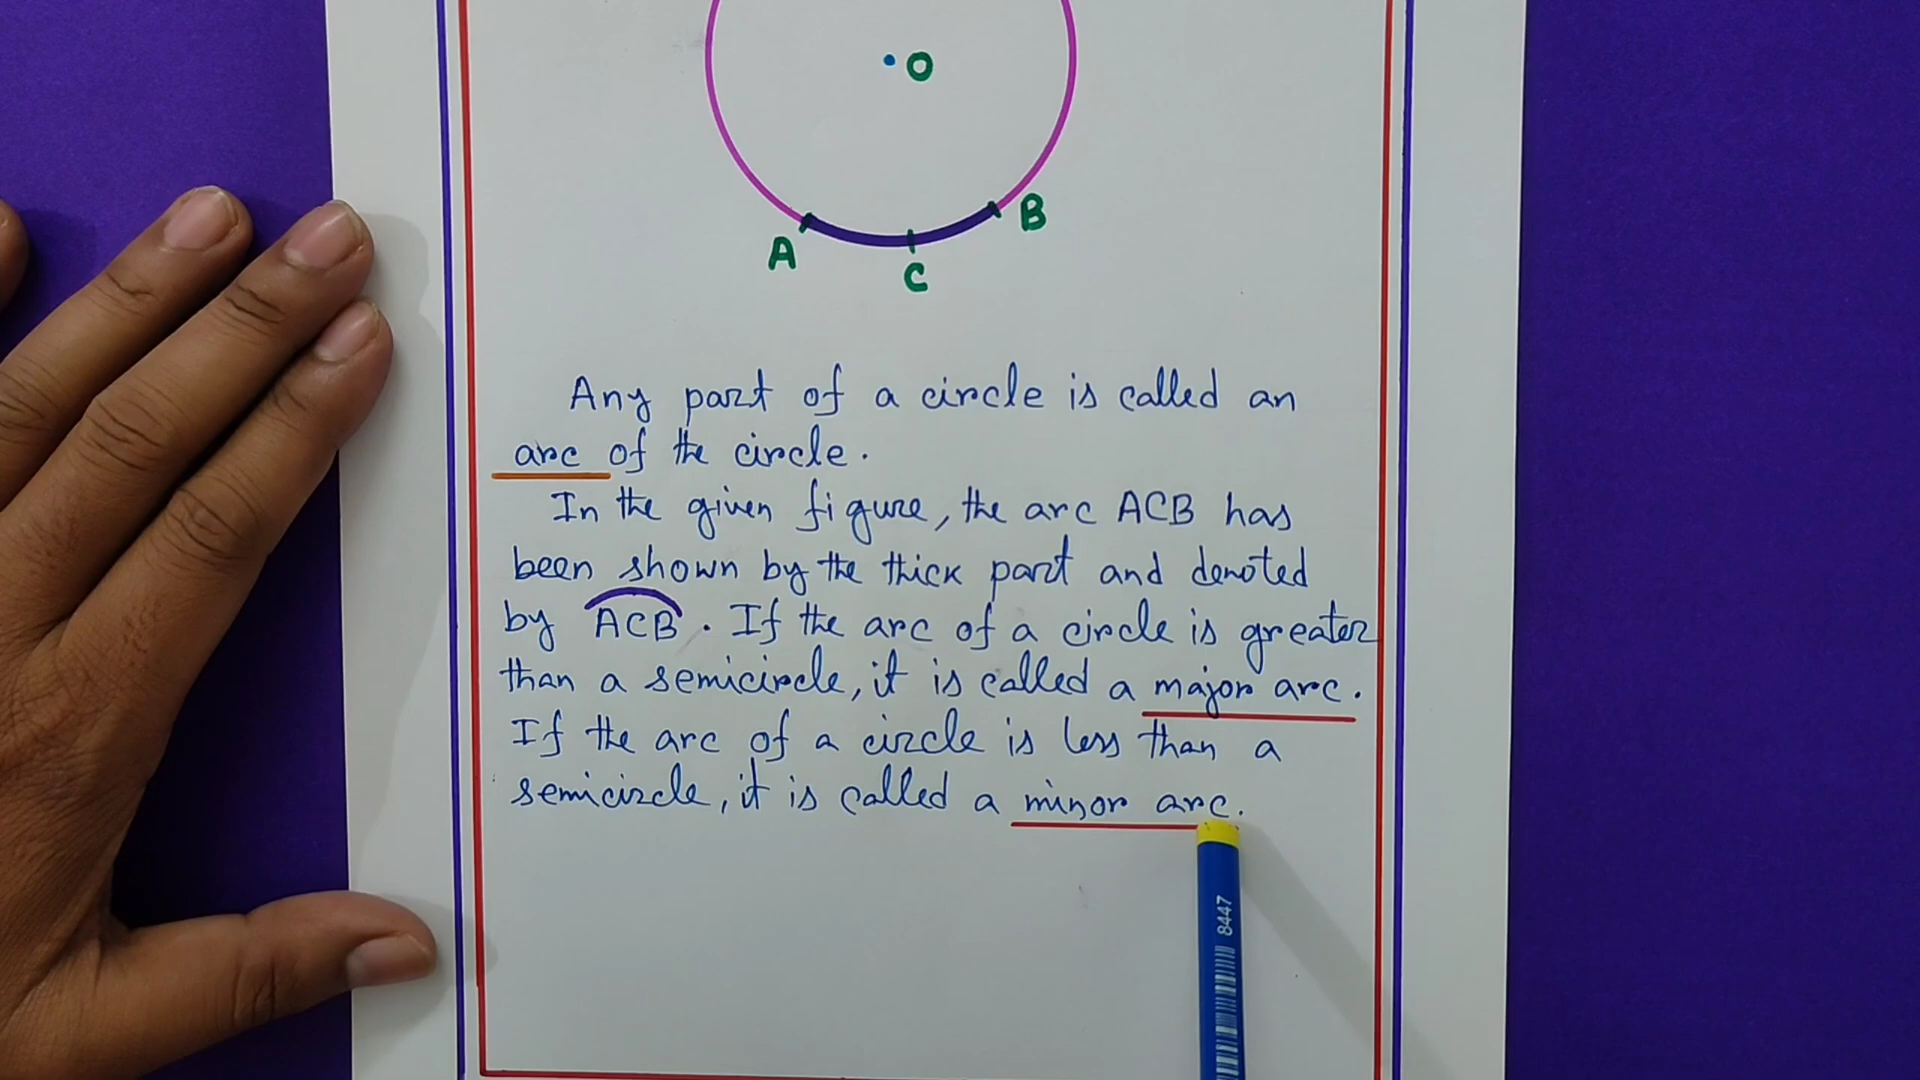 O
B
A
C
Any part of a circle is called an
arc of the circle.
In the given figure, the arc ACB has
been shown by the thick part and denoted
by ACB. If the arc of a circle is greater
than a semicircle, it is called a major arc.
If the arc of a circle is less than a
semicircle, it is called a minor arc.
8447